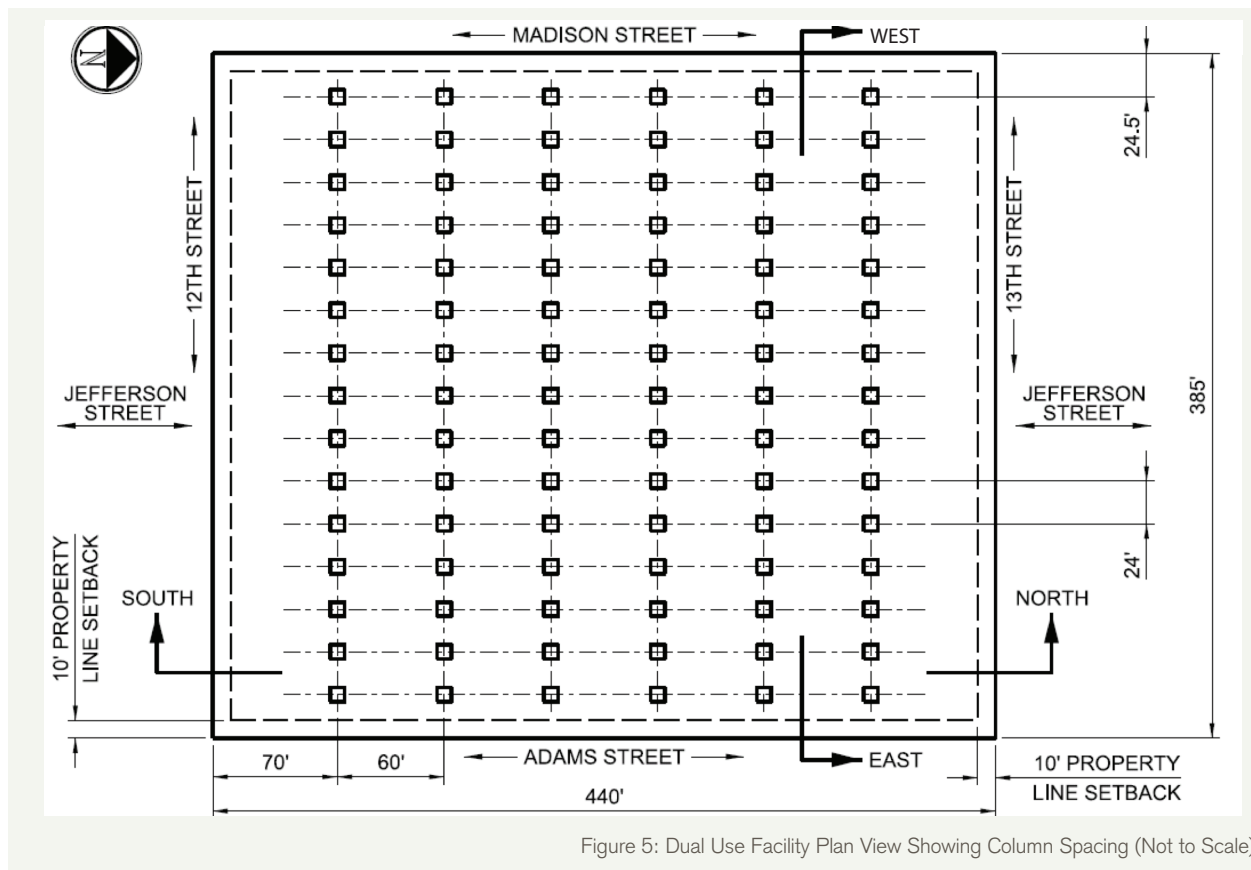 N
MADISON STREET
WEST
24.5'
12TH STREET
13TH STREET
385'
JEFFERSON
STREET
JEFFERSON
STREET
24'
10' PROPERTY
LINE SETBACK
SOUTH
NORTH
70'
60'
ADAMS STREET
EAST
10' PROPERTY
LINE SETBACK
440'
Figure 5: Dual Use Facility Plan View Showing Column Spacing (Not to Scale)